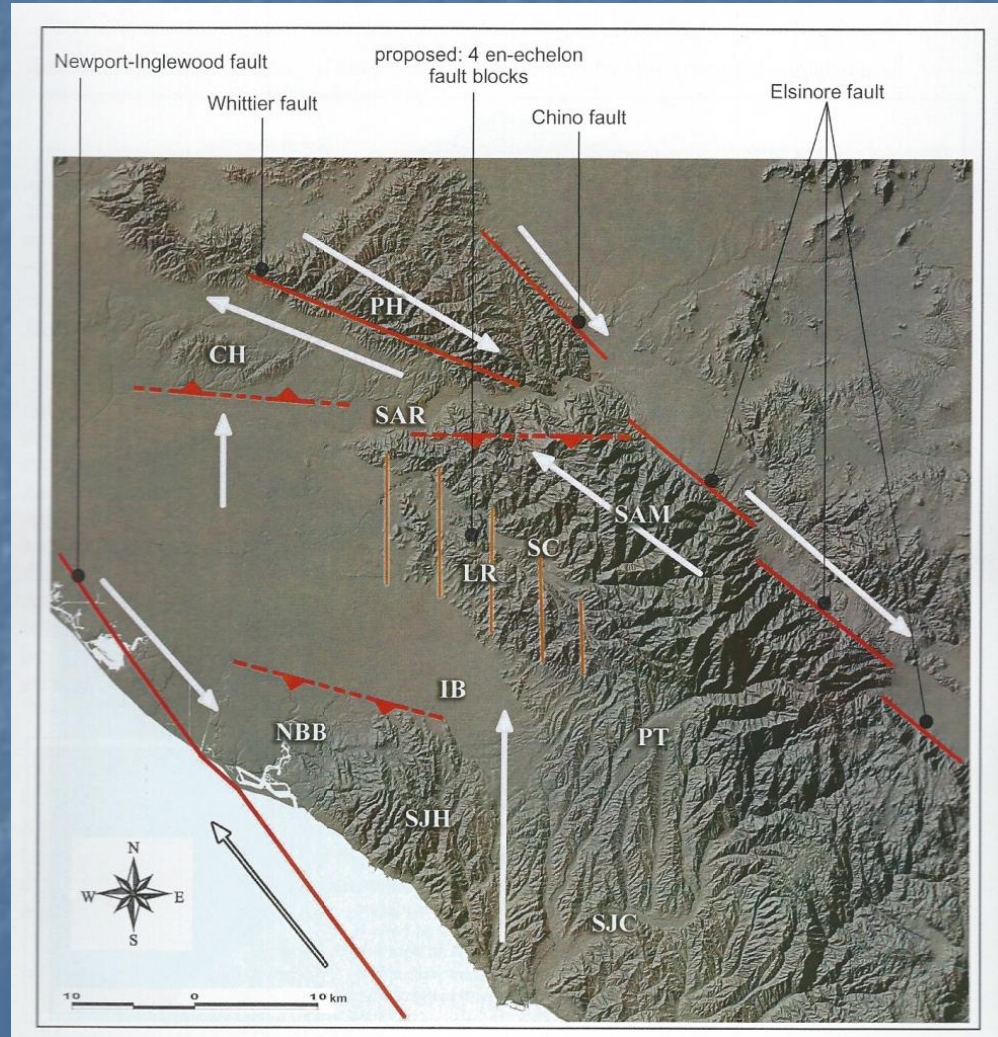 Newport-Inglewood fault
Whittier fault
proposed: 4 en-echelon
fault blocks
Chino fault
Elsinore fault
PH
CH
SAR
SAM
SC
LR
IB
NBB
PT
SJH
SJC
N
W E
S
10 0 10 km